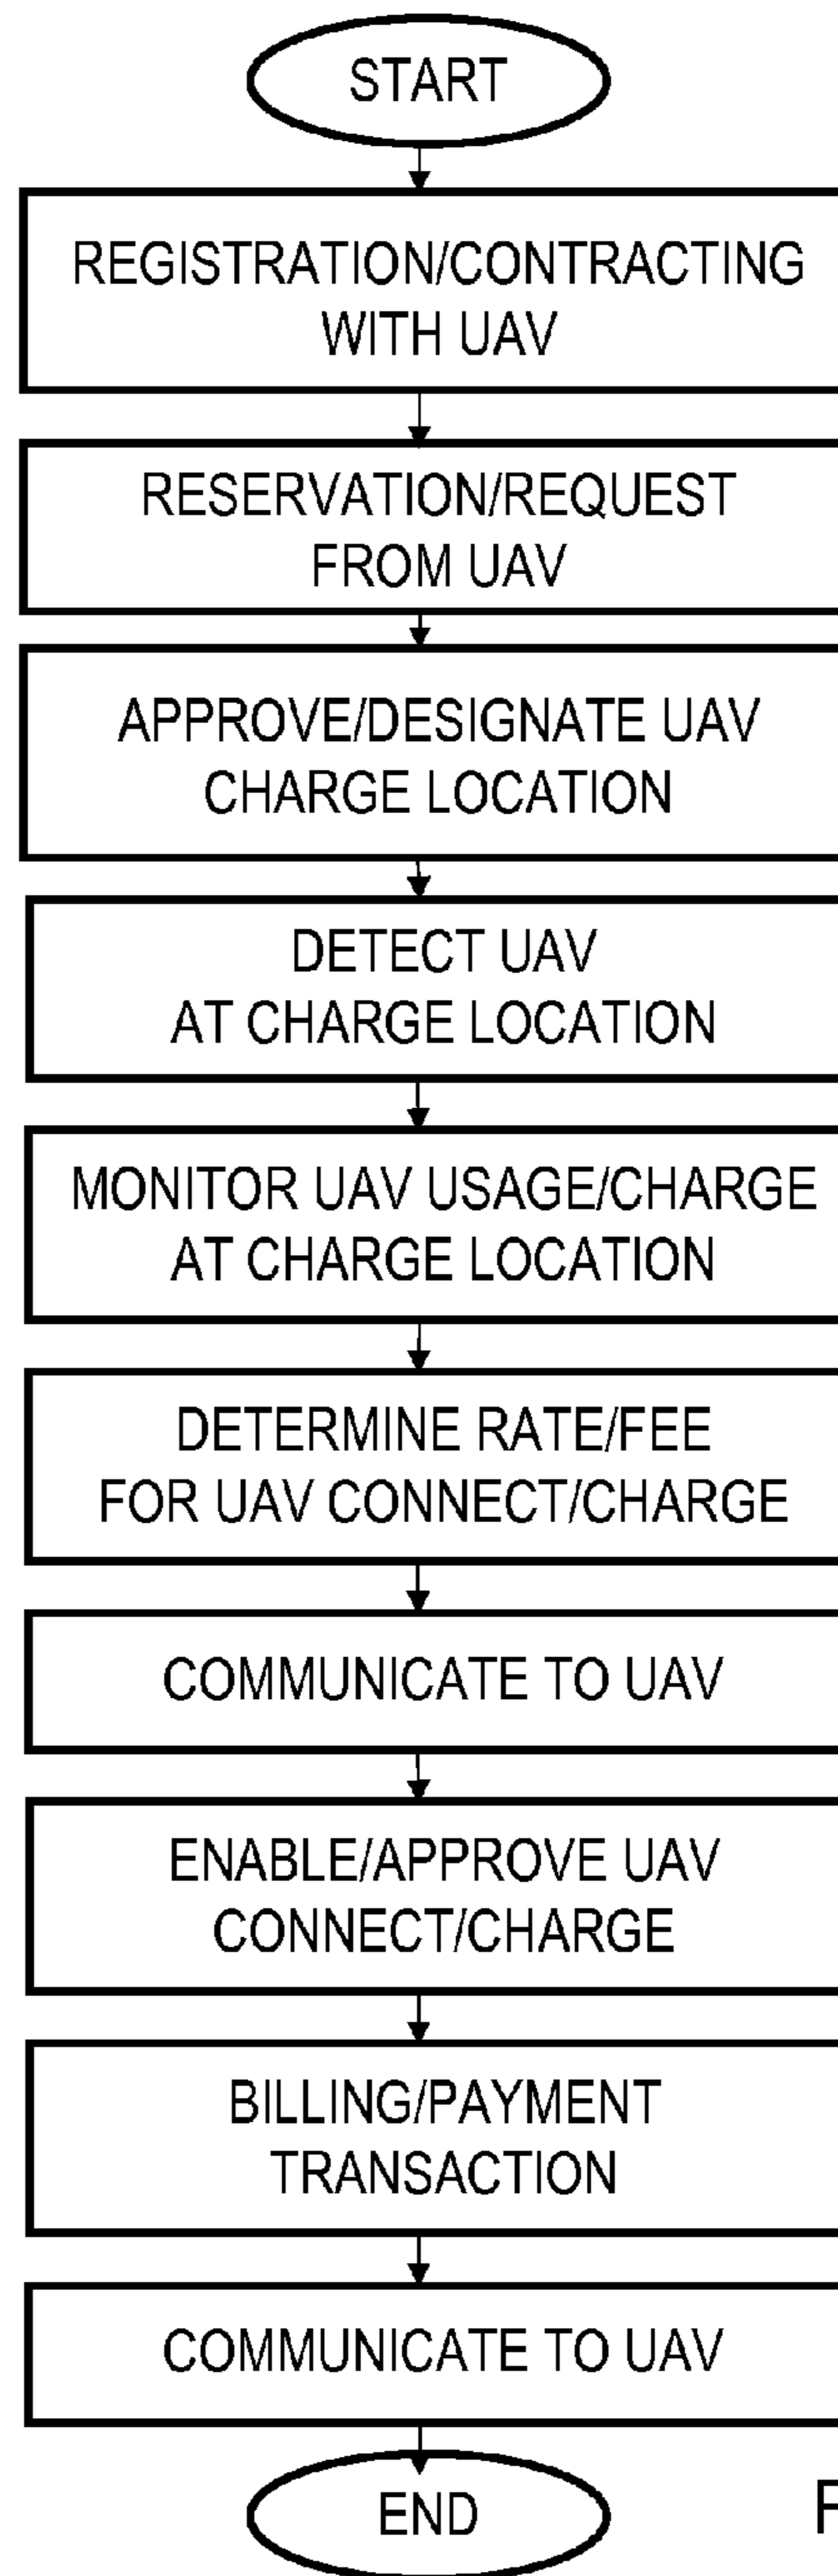 START
REGISTRATION/CONTRACTING
WITH UAV
RESERVATION/REQUEST
FROM UAV
APPROVE/DESIGNATE UAV
CHARGE LOCATION
DETECT UAV
AT CHARGE LOCATION
MONITOR UAV USAGE/CHARGE
AT CHARGE LOCATION
DETERMINE RATE/FEE
FOR UAV CONNECT/CHARGE
COMMUNICATE TO UAV
ENABLE/APPROVE UAV
CONNECT/CHARGE
BILLING/PAYMENT
TRANSACTION
COMMUNICATE TO UAV
END